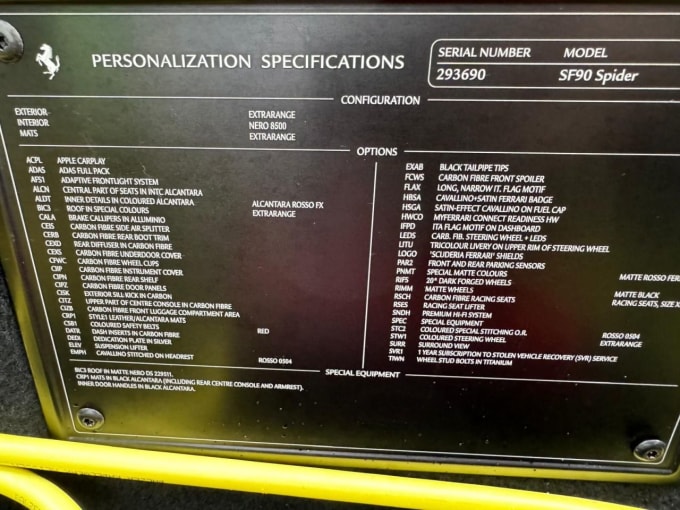 PERSONALIZATION SPECIFICATIONS
SERIAL NUMBER MODEL
293690 SF90 Spider
CONFIGURATION
EXTERIOR EXTRARANGE
INTERIOR NERO 8500
MATS EXTRARANGE
OPTIONS
ACPL APPLE CARPLAY
ADAS ADAS FULL PACK
AFS1 ADAPTIVE FRONTLIGHT SYSTEM
ALCN CENTRAL PART OF SEATS IN INTC ALCANTARA
ALDT INNER DETAILS IN COLOURED ALCANTARA ALCANTARA ROSSO FX
BIC3 ROOF IN SPECIAL COLOURS EXTRARANGE
CALA BRAKE CALLIPERS IN ALLUMINIO
CEIS CARBON FIBRE SIDE AIR SPLITTER
CERB CARBON FIBRE REAR BOOT TRIM
CEXD REAR DIFFUSER IN CARBON FIBRE
CEXS CARBON FIBRE UNDERDOOR COVER
CFWC CARBON FIBRE WHEEL CUPS
CIIP CARBON FIBRE INSTRUMENT COVER
CIPH CARBON FIBRE REAR SHELF
CIPZ CARBON FIBRE DOOR PANELS
CISK EXTERIOR SILL KICK IN CARBON
CITZ UPPER PART OF CENTRE CONSOLE IN CARBON FIBRE
CIZB CARBON FIBRE FRONT LUGGAGE COMPARTMENT AREA
CRP1 STYLE1 LEATHER/ALCANTARA MATS
CSB1 COLOURED SAFETY BELTS RED
DATR DASH INSERTS IN CARBON FIBRE
DEDI DEDICATION PLATE IN SILVER
ELEV SUSPENSION LIFTER
EMPH CAVALLINO STITCHED ON HEADREST ROSSO 0504
EXAB BLACK TAILPIPE TIPS
FCWS CARBON FIBRE FRONT SPOILER
FLAX LONG, NARROW IT. FLAG MOTIF
HBSA CAVALLINO+SATIN FERRARI BADGE
HSGA SATIN-EFFECT CAVALLINO ON FUEL CAP
HWCO MYFERRARI CONNECT READINESS HW
IFPD ITA FLAG MOTIF ON DASHBOARD
LEDS CARB. FIB. STEERING WHEEL + LEDS
LITU TRICOLOUR LIVERY ON UPPER RIM OF STEERING WHEEL
LOGO 'SCUDERIA FERRARI' SHIELDS
PAR2 FRONT AND REAR PARKING SENSORS
PNMT SPECIAL MATTE COLOURS MATTE ROSSO FER
RIF5 20" DARK FORGED WHEELS
RIMM MATTE WHEELS MATTE BLACK
RSCH CARBON FIBRE RACING SEATS RACING SEATS, SIZE
RSES RACING SEAT LIFTER
SNDH PREMIUM HI-FI SYSTEM
SPEC SPECIAL EQUIPMENT
STC2 COLOURED SPECIAL STITCHING O.R. ROSSO 0504
STW1 COLOURED STEERING WHEEL EXTRARANGE
SURR SURROUND VIEW
SVR1 1 YEAR SUBSCRIPTION TO STOLEN VEHICLE RECOVERY (SVR) SERVICE
TIWN WHEEL STUD BOLTS IN TITANIUM
SPECIAL EQUIPMENT
BIC3 ROOF IN MATTE NERO DS 229511.
CRP1 MATS IN BLACK ALCANTARA (INCLUDING REAR CENTRE CONSOLE AND ARMREST).
INNER DOOR HANDLES IN BLACK ALCANTARA.